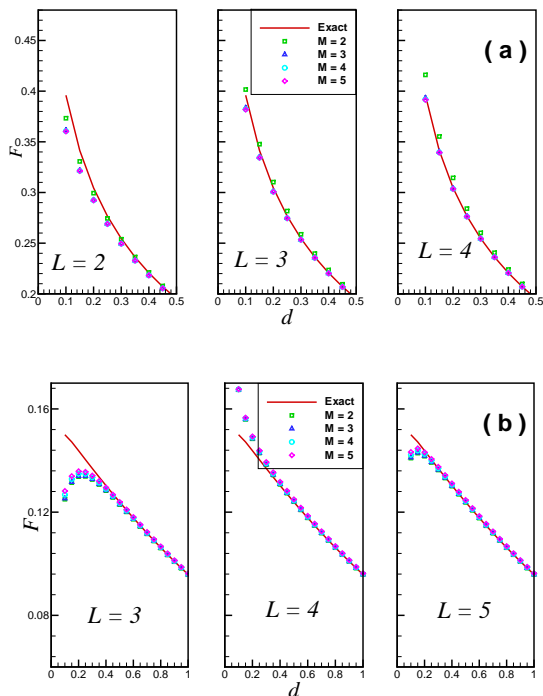 Exact
M = 2
M = 3
M = 4
M = 5
( a )
F
0.45
0.4
0.35
0.3
0.25
0.2
L = 2
L = 3
L = 4
0 0.1 0.2 0.3 0.4 0.5
0 0.1 0.2 0.3 0.4 0.5
0 0.1 0.2 0.3 0.4 0.5
d
Exact
M = 2
M = 3
M = 4
M = 5
( b )
F
0.16
0.12
0.08
L = 3
L = 4
L = 5
0 0.2 0.4 0.6 0.8 1
0 0.2 0.4 0.6 0.8 1
0 0.2 0.4 0.6 0.8 1
d